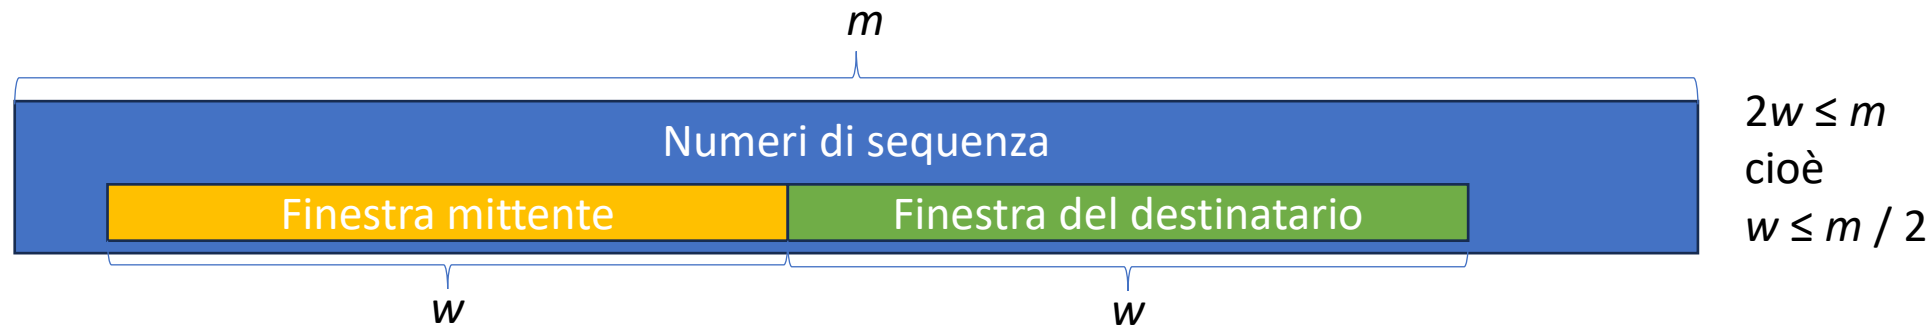 m
Numeri di sequenza
Finestra mittente
Finestra del destinatario
w
w
2w ≤ m
cioè
w ≤ m / 2